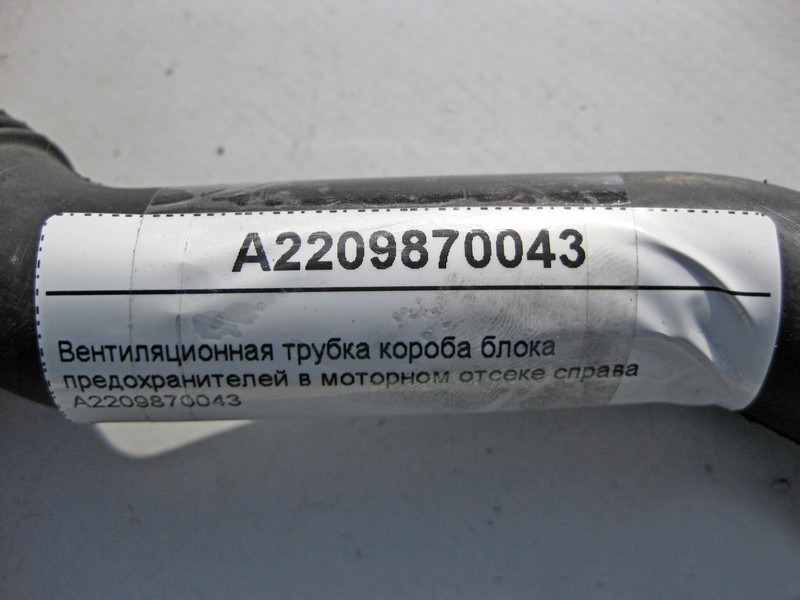 A2209870043
Вентиляционная трубка короба блока
предохранителей в моторном отсеке справа
A2209870043